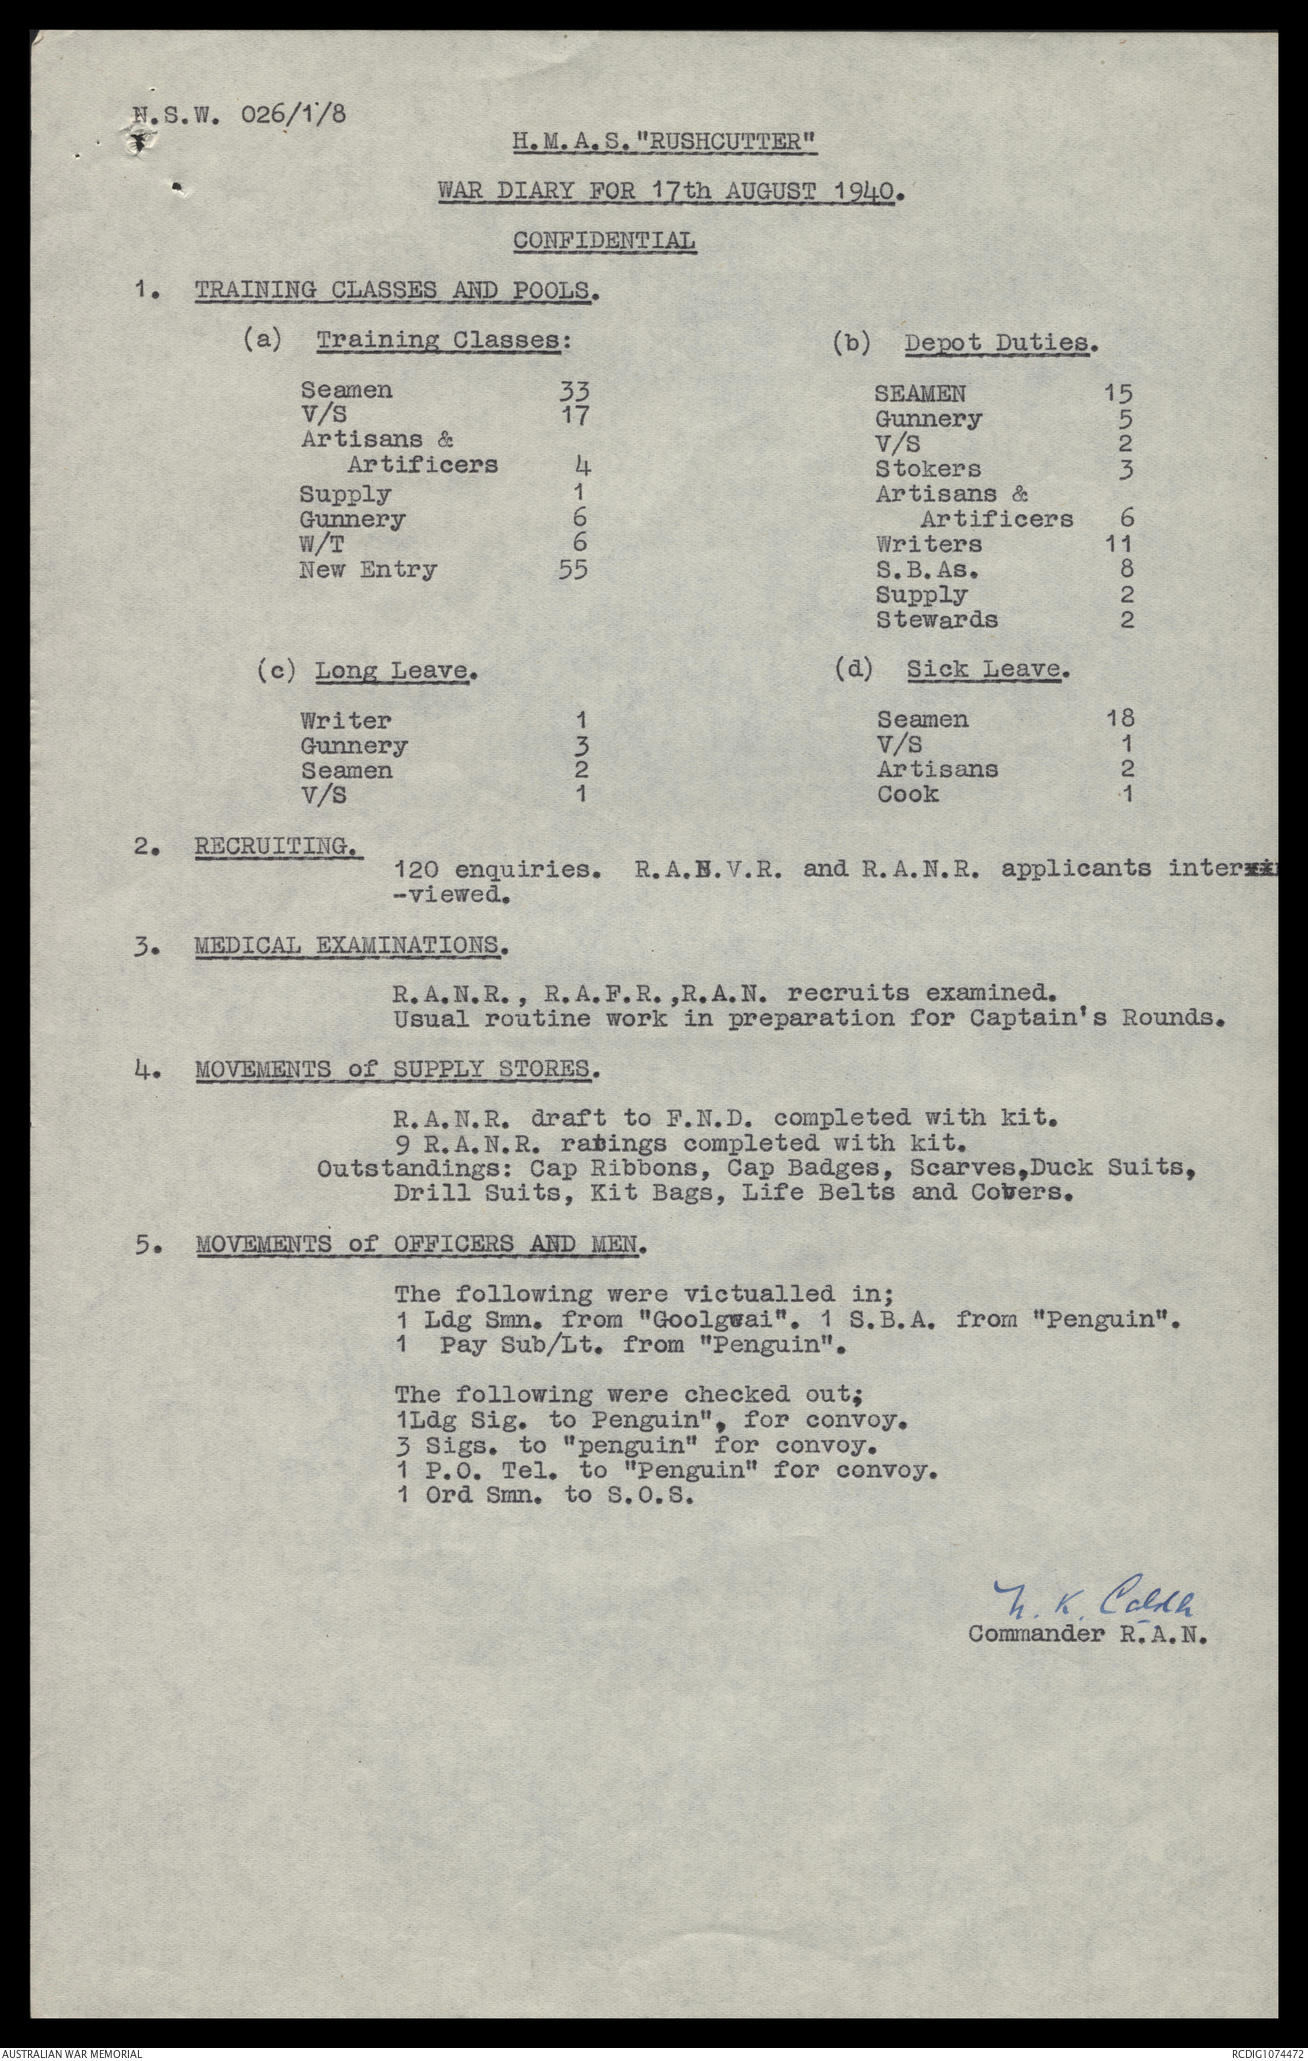 N.S.W. 026/1/8
H.M.A.S."RUSHCUTTER"
WAR DIARY FOR 17th AUGUST 1940.
CONFIDENTIAL
1. TRAINING CLASSES AND POOLS.
(a) Training Classes:
Seamen 33
V/S 17
Artisans &
Artificers 4
Supply 1
Gunnery 6
W/T 6
New Entry 55
(b) Depot Duties.
SEAMEN 15
Gunnery 5
V/S 2
Stokers 3
Artisans &
Artificers 6
Writers 11
S.B.As. 8
Supply 2
Stewards 2
(c) Long Leave.
Writer 1
Gunnery 3
Seamen 2
V/S 1
(d) Sick Leave.
Seamen 18
V/S 1
Artisans 2
Cook 1
2. RECRUITING.
120 enquiries. R.A.N.V.R. and R.A.N.R. applicants inter
-viewed.
3. MEDICAL EXAMINATIONS.
R.A.N.R., R.A.F.R.,R.A.N. recruits examined.
Usual routine work in preparation for Captain's Rounds.
4. MOVEMENTS of SUPPLY STORES.
R.A.N.R. draft to F.N.D. completed with kit.
9 R.A.N.R. ratings completed with kit.
Outstandings: Cap Ribbons, Cap Badges, Scarves,Duck Suits,
Drill Suits, Kit Bags, Life Belts and Covers.
5. MOVEMENTS of OFFICERS AND MEN.
The following were victualled in;
1 Ldg Smn. from "Goolgwai". 1 S.B.A. from "Penguin".
1 Pay Sub/Lt. from "Penguin".
The following were checked out;
1Ldg Sig. to Penguin", for convoy.
3 Sigs. to "penguin" for convoy.
1 P.O. Tel. to "Penguin" for convoy.
1 Ord Smn. to S.O.S.
N. K. Calder
Commander R.A.N.
AUSTRALIAN WAR MEMORIAL
RCDIG1074472